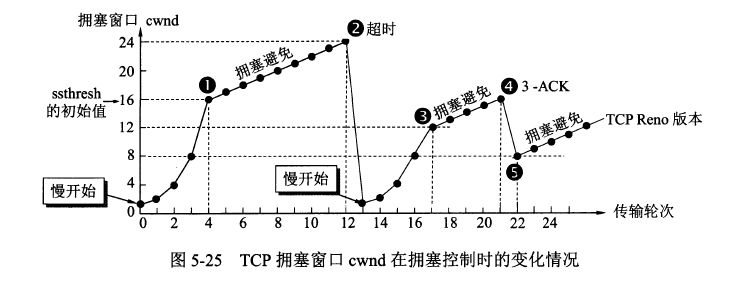 拥塞窗口 cwnd
24
20
16
12
8
4
0
ssthresh
的初始值
慢开始
❶
拥塞避免
❷超时
慢开始
❸
拥塞避免
❹ 3 -ACK
拥塞避免
❺
TCP Reno 版本
0 2 4 6 8 10 12 13 14 16 17 18 20 21 22 24
传输轮次
图 5-25 TCP 拥塞窗口 cwnd 在拥塞控制时的变化情况